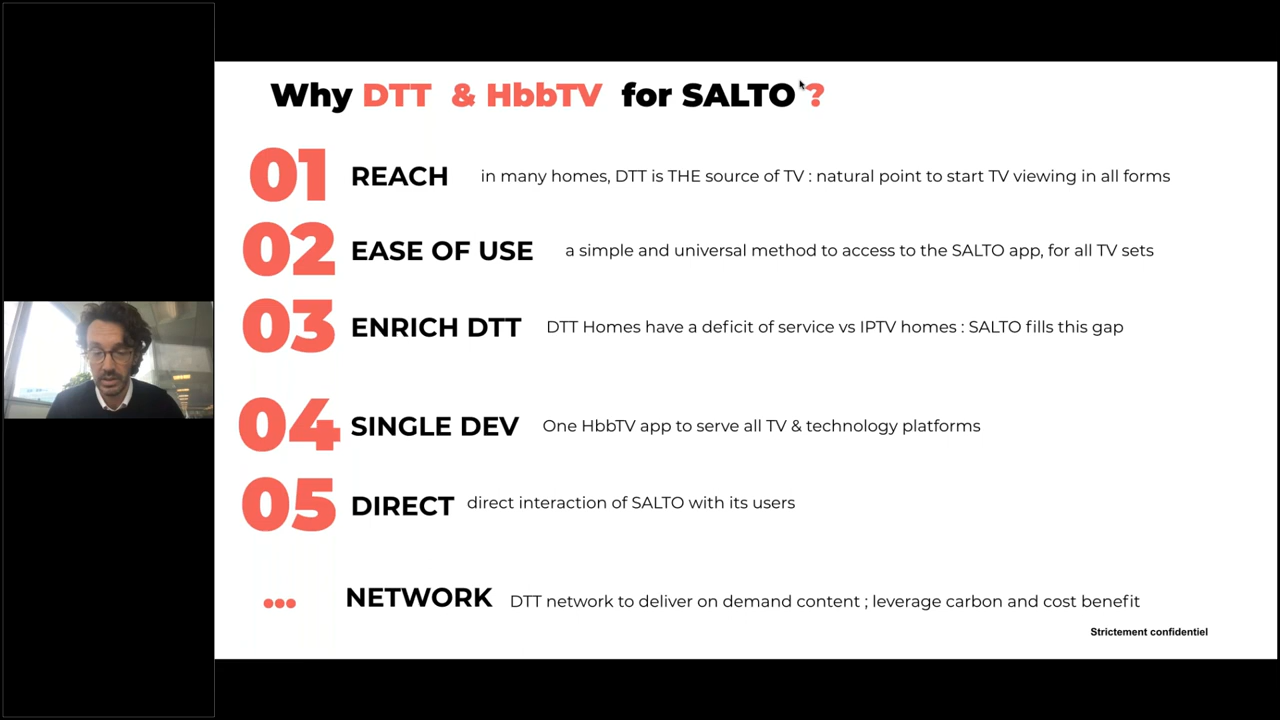 Why DTT & HbbTV for SALTO ?
01 REACH in many homes, DTT is THE source of TV : natural point to start TV viewing in all forms
02 EASE OF USE a simple and universal method to access to the SALTO app, for all TV sets
03 ENRICH DTT DTT Homes have a deficit of service vs IPTV homes : SALTO fills this gap
04 SINGLE DEV One HbbTV app to serve all TV & technology platforms
05 DIRECT direct interaction of SALTO with its users
... NETWORK DTT network to deliver on demand content ; leverage carbon and cost benefit
Strictement confidentiel